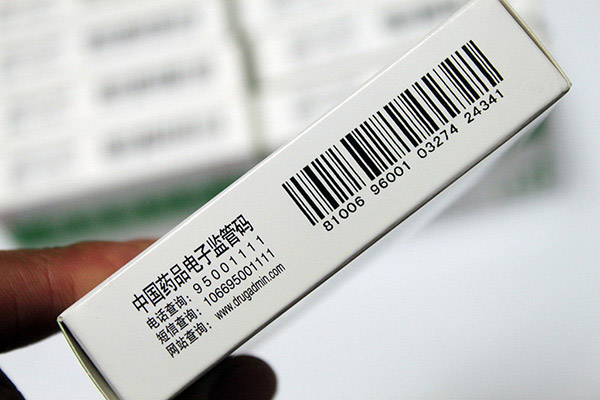 81006 96001 03274 24341
中国药品电子监管码
电话查询：95001111
短信查询：106695001111
网站查询：www.drugadmin.com